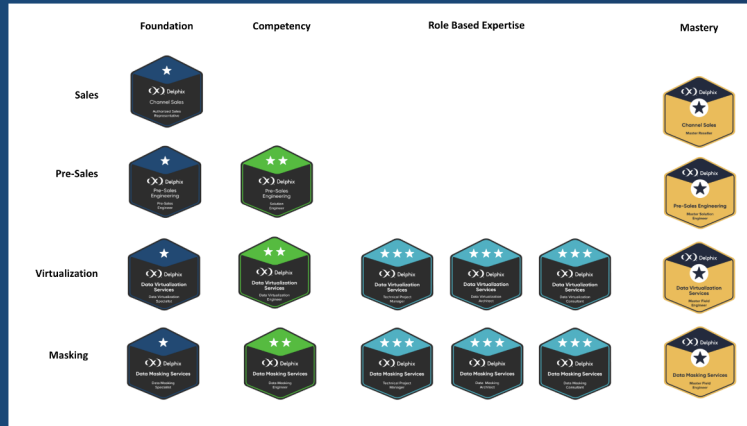 Foundation
Competency
Role Based Expertise
Mastery
Sales
Delphix
Channel Sales
Authorized Sales
Representative
Delphix
Channel Sales
Pre-Sales
Delphix
Pre-Sales
Engineering
Pre Sales
Engineer
Delphix
Pre-Sales
Engineering
Solution
Engineer
Delphix
Pre-Sales Engineering
Master Solution
Engineer
Virtualization
Delphix
Data Virtualization
Services
Data Virtualization
Specialist
Delphix
Data Virtualization
Services
Data Virtualization
Engineer
Delphix
Data Virtualization
Services
Technical Project
Manager
Delphix
Data Virtualization
Services
Data Virtualization
Architect
Delphix
Data Virtualization
Services
Data Virtualization
Consultant
Delphix
Data Virtualization
Services
Master Field
Engineer
Masking
Delphix
Data Masking Services
Data Masking
Specialist
Delphix
Data Masking Services
Data Masking
Engineer
Delphix
Data Masking Services
Technical Project
Manager
Delphix
Data Masking Services
Data Masking
Architect
Delphix
Data Masking Services
Data Masking
Consultant
Delphix
Data Masking Services
Master Field
Engineer